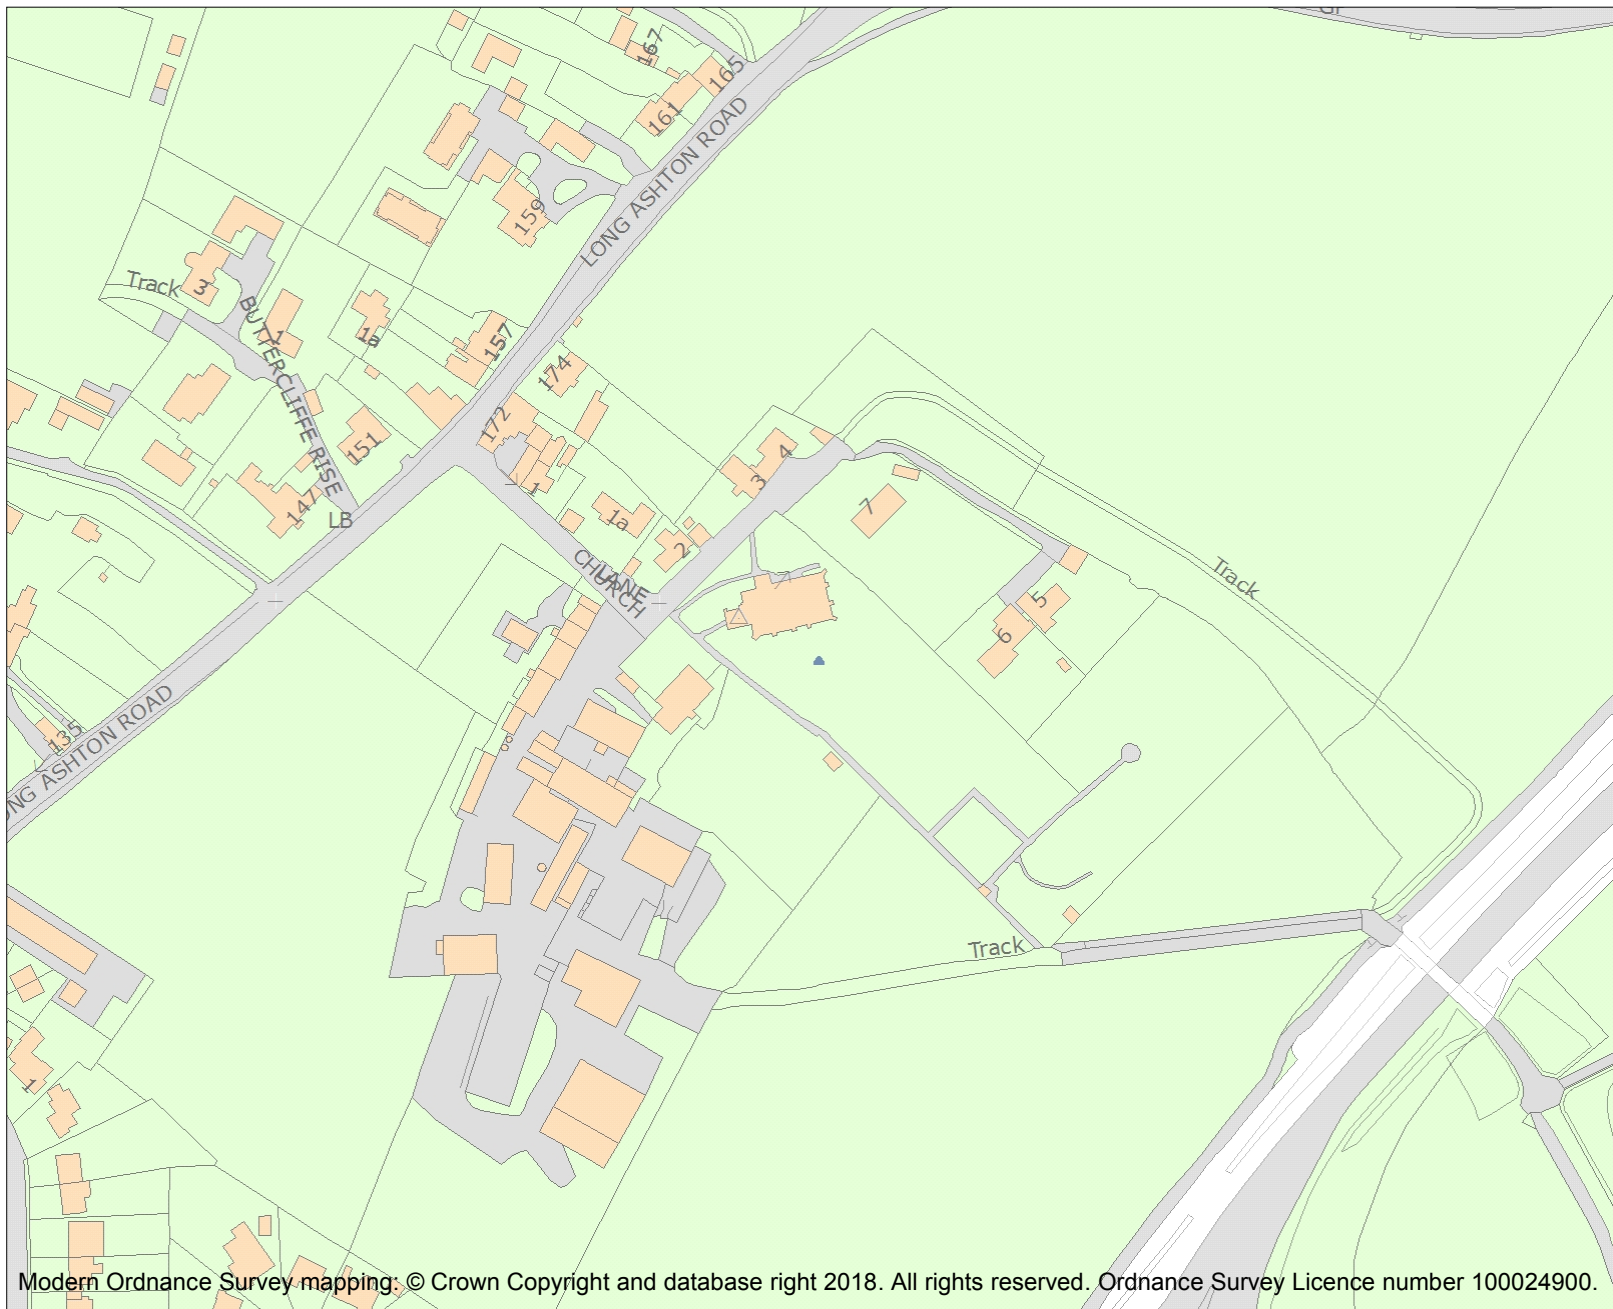 167
165
161
LONG ASHTON ROAD
159
Track
3
BUTTERCLIFFE RISE
1
1a
157
174
172
151
147
LB
1
1a
2
3
4
7
CHURCH
LANE
5
6
Track
LONG ASHTON ROAD
135
Track
1
Modern Ordnance Survey mapping: © Crown Copyright and database right 2018. All rights reserved. Ordnance Survey Licence number 100024900.